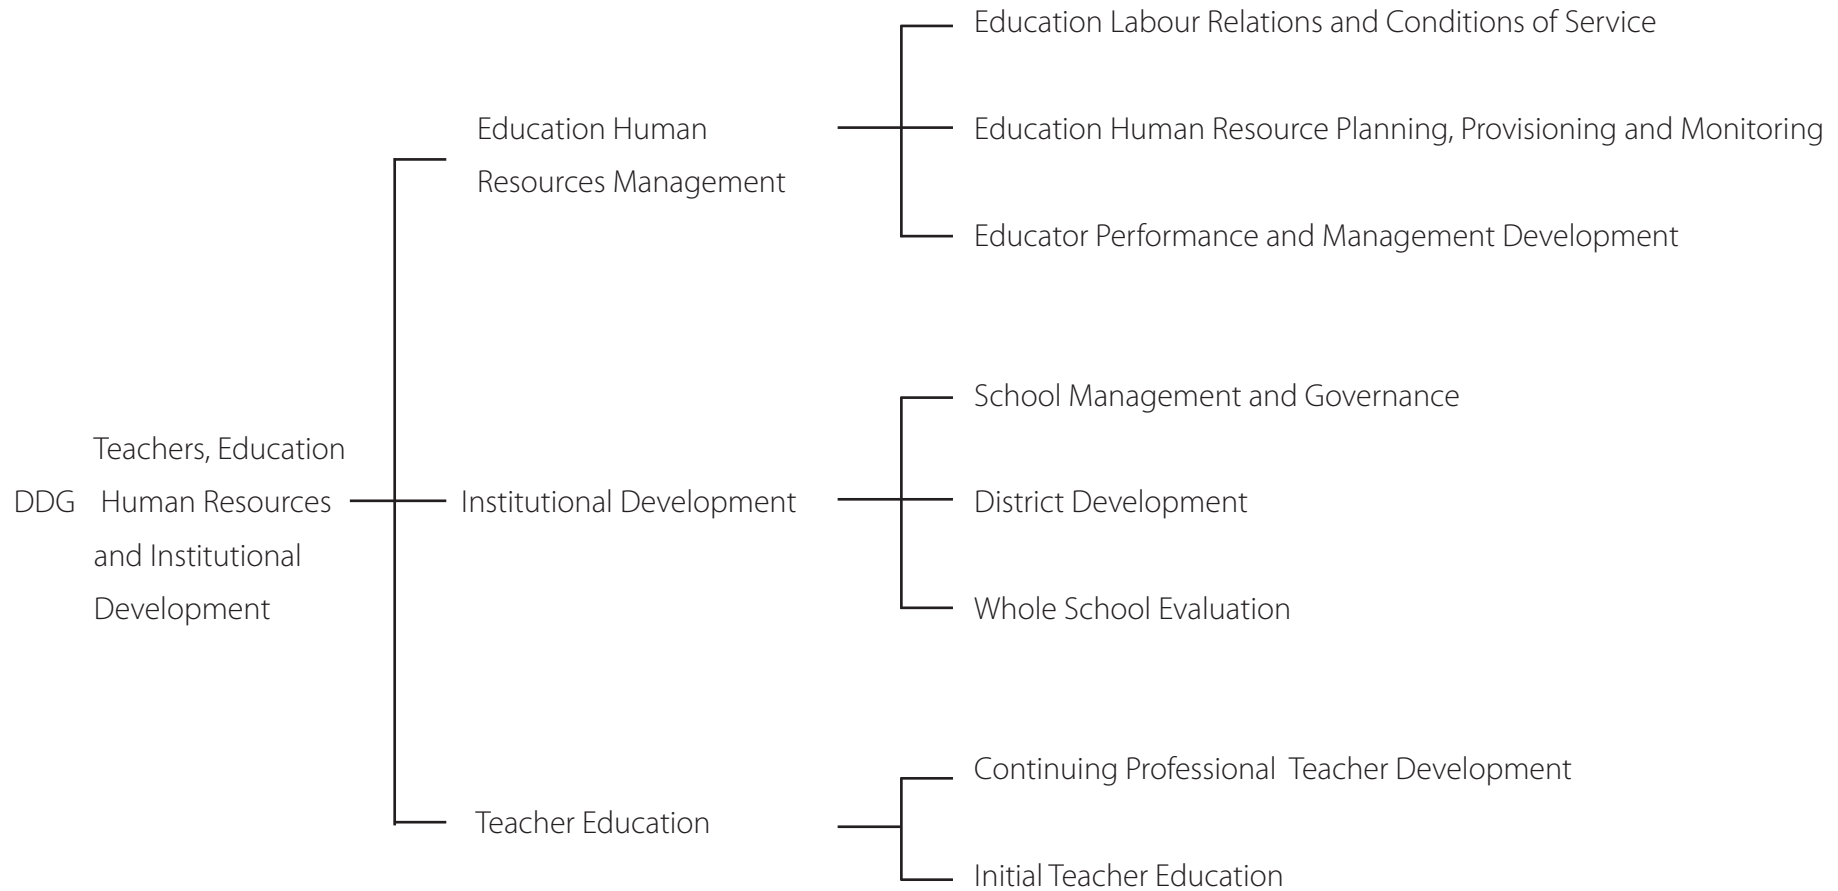 Education Labour Relations and Conditions of Service
Education Human
Resources Management
Education Human Resource Planning, Provisioning and Monitoring
Educator Performance and Management Development
DDG
Teachers, Education
Human Resources
and Institutional
Development
Institutional Development
School Management and Governance
District Development
Whole School Evaluation
Teacher Education
Continuing Professional Teacher Development
Initial Teacher Education